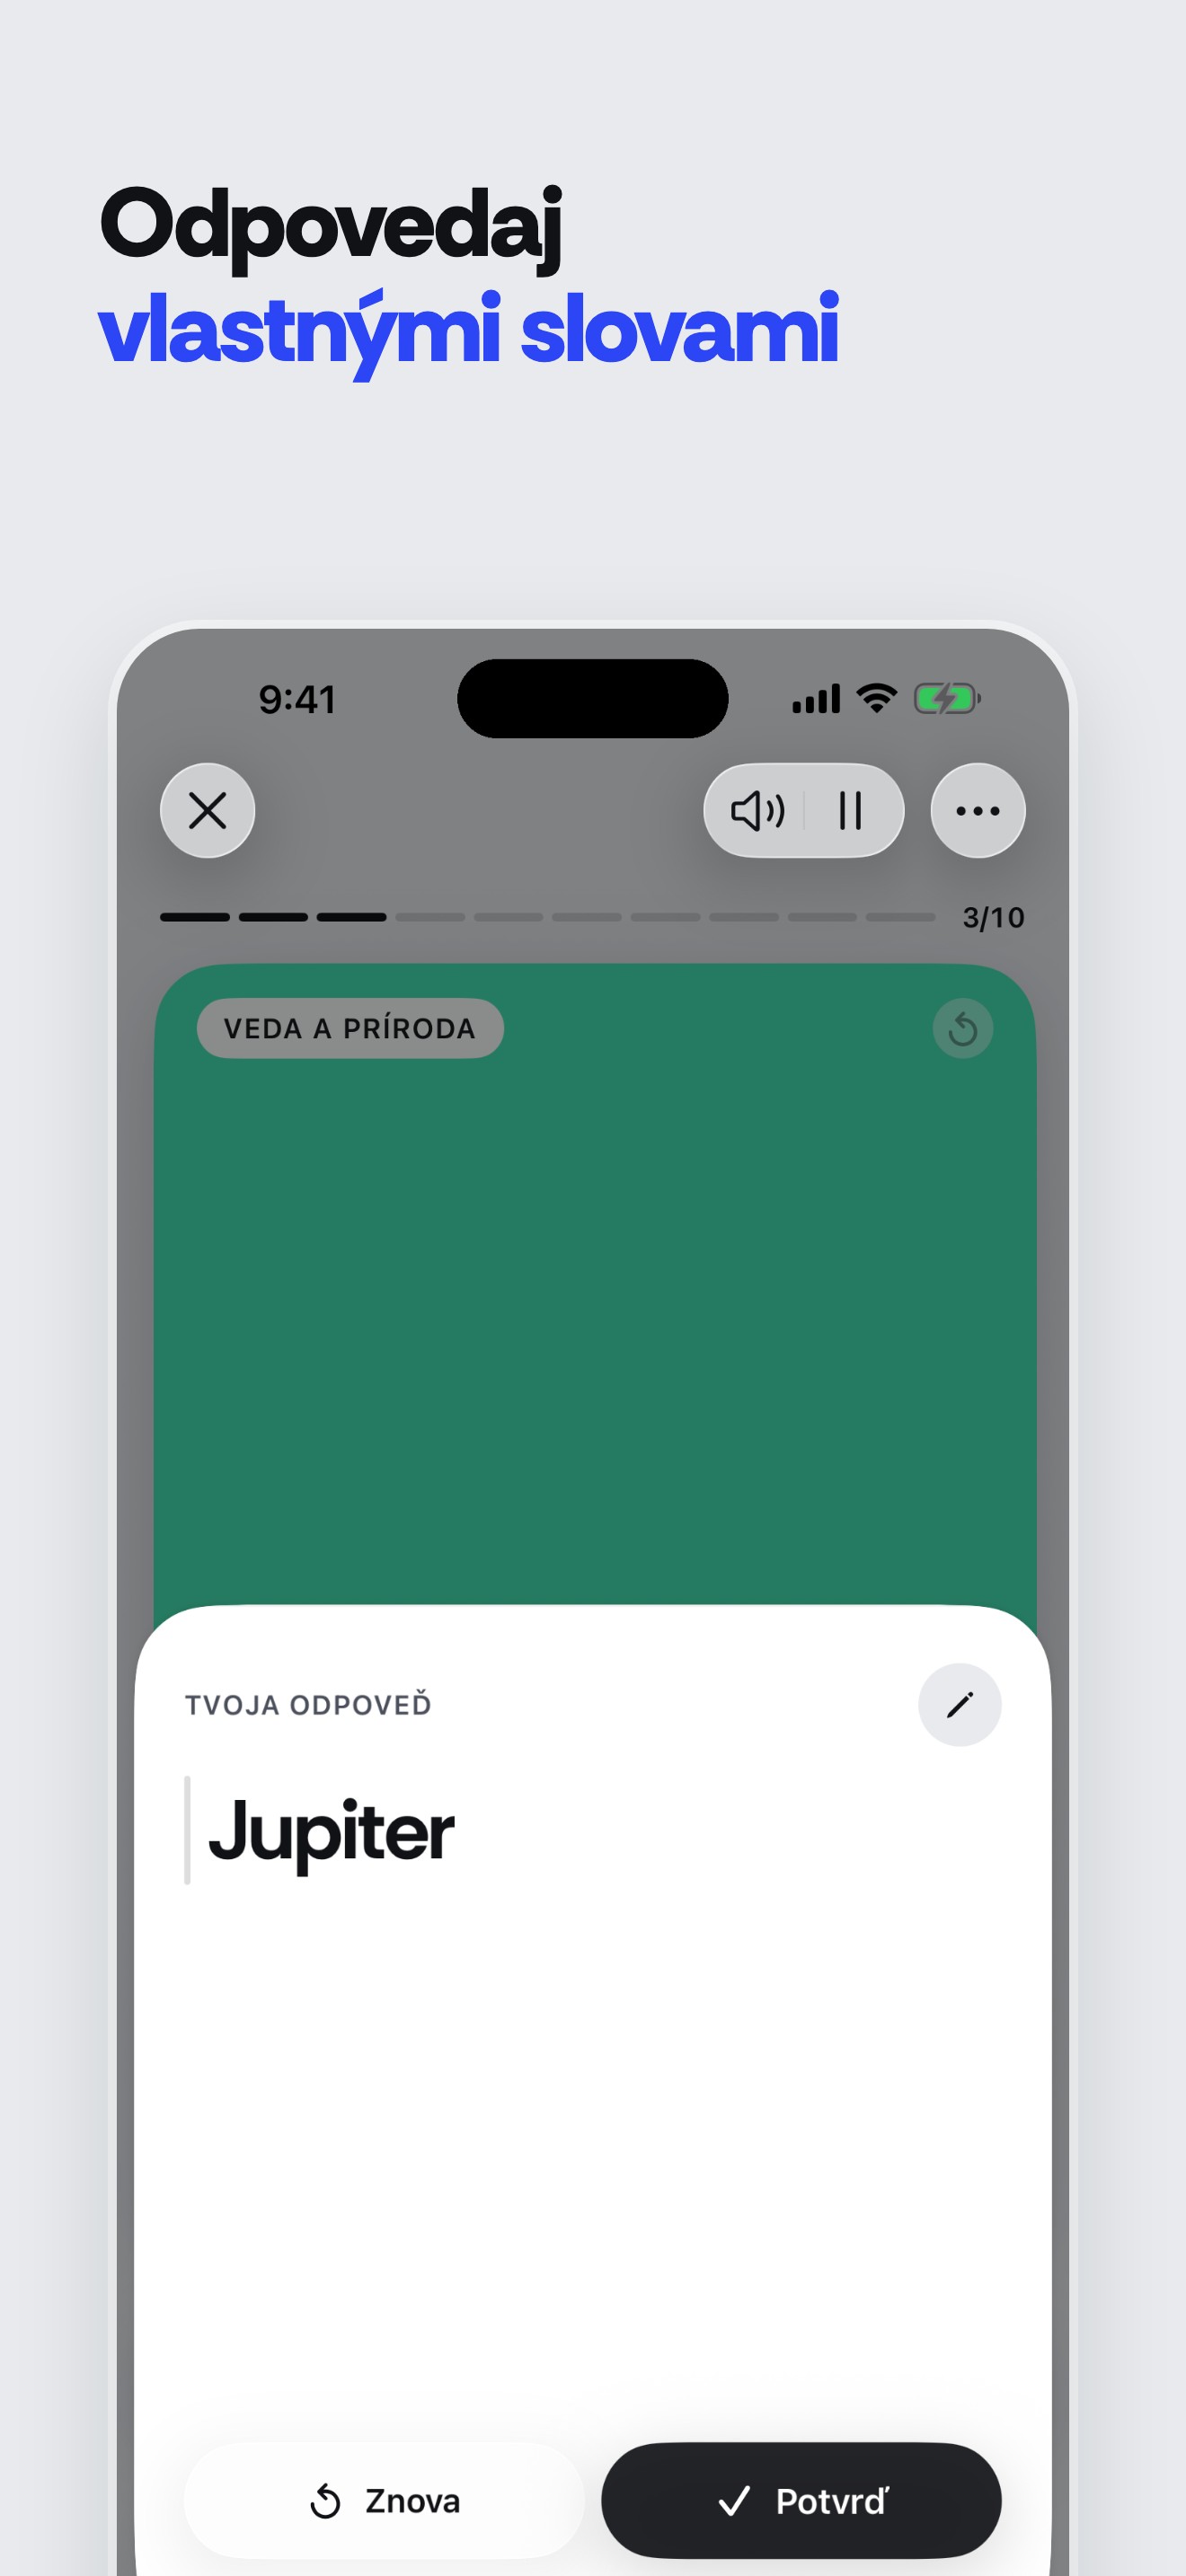 Odpovedaj
vlastnými slovami
9:41
3/10
VEDA A PRÍRODA
TVOJA ODPOVEĎ
Jupiter
Znova
Potvrď